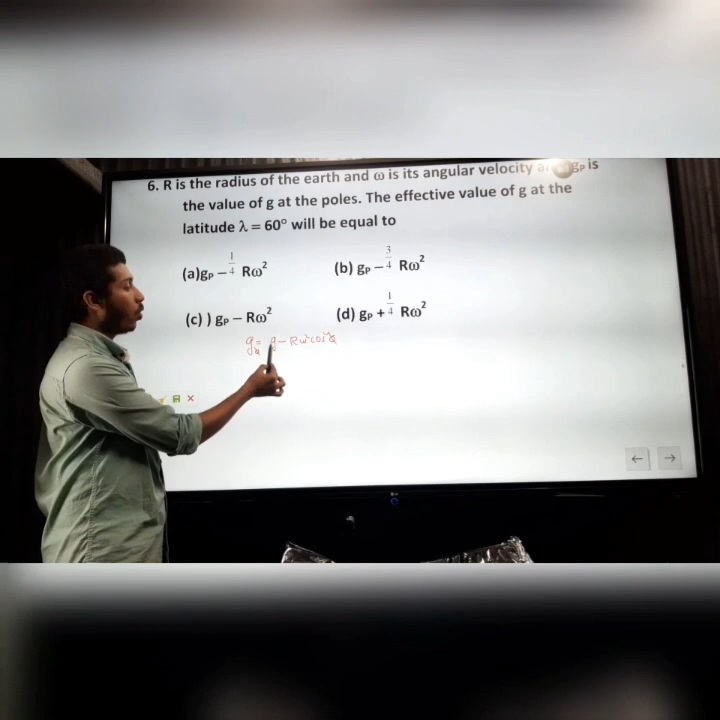 6. R is the radius of the earth and ω is its angular velocity gₚ is
the value of g at the poles. The effective value of g at the
latitude λ = 60° will be equal to
(a)gₚ − 1/4 Rω² (b) gₚ − 3/4 Rω²
(c) ) gₚ − Rω² (d) gₚ + 1/4 Rω²
g = g − Rω²cos²